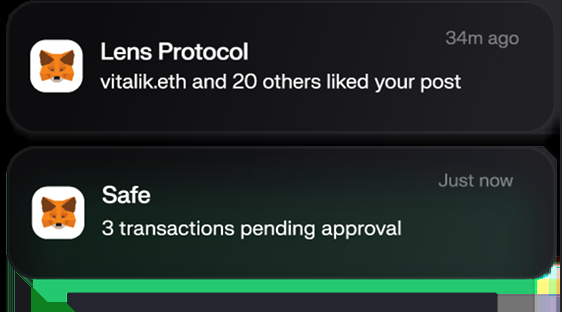 Lens Protocol
34m ago
vitalik.eth and 20 others liked your post
Safe
Just now
3 transactions pending approval